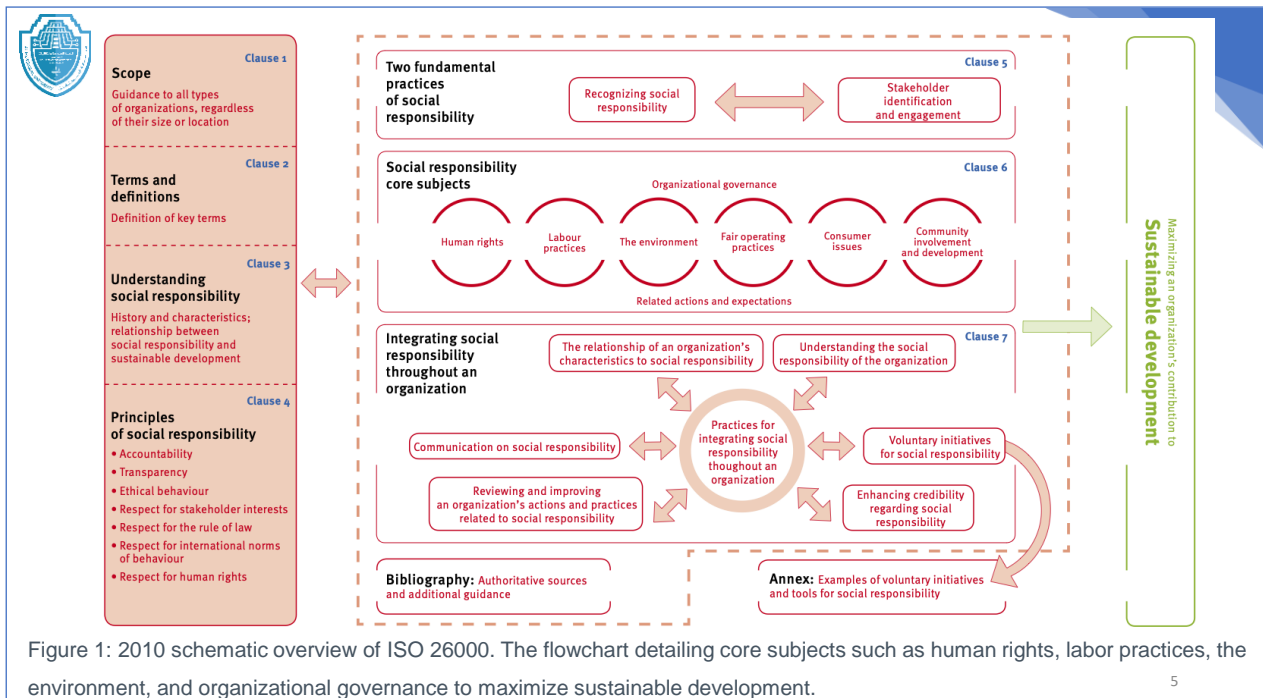 Clause 1
Scope
Guidance to all types
of organizations, regardless
of their size or location
Clause 2
Terms and
definitions
Definition of key terms
Clause 3
Understanding
social responsibility
History and characteristics;
relationship between
social responsibility and
sustainable development
Clause 4
Principles
of social responsibility
• Accountability
• Transparency
• Ethical behaviour
• Respect for stakeholder interests
• Respect for the rule of law
• Respect for international norms
of behaviour
• Respect for human rights
Two fundamental
practices
of social
responsibility
Clause 5
Recognizing social
responsibility
Stakeholder
identification
and engagement
Social responsibility
core subjects
Clause 6
Organizational governance
Human rights
Labour
practices
The environment
Fair operating
practices
Consumer
issues
Community
involvement
and development
Related actions and expectations
Integrating social
responsibility
throughout an
organization
Clause 7
The relationship of an organization's
characteristics to social responsibility
Understanding the social
responsibility of the organization
Practices for
integrating social
responsibility
thoughout an
organization
Communication on social responsibility
Voluntary initiatives
for social responsibility
Reviewing and improving
an organization's actions and practices
related to social responsibility
Enhancing credibility
regarding social
responsibility
Bibliography: Authoritative sources
and additional guidance
Annex: Examples of voluntary initiatives
and tools for social responsibility
Maximizing an organization's contribution to
Sustainable development
Figure 1: 2010 schematic overview of ISO 26000. The flowchart detailing core subjects such as human rights, labor practices, the
environment, and organizational governance to maximize sustainable development.
5